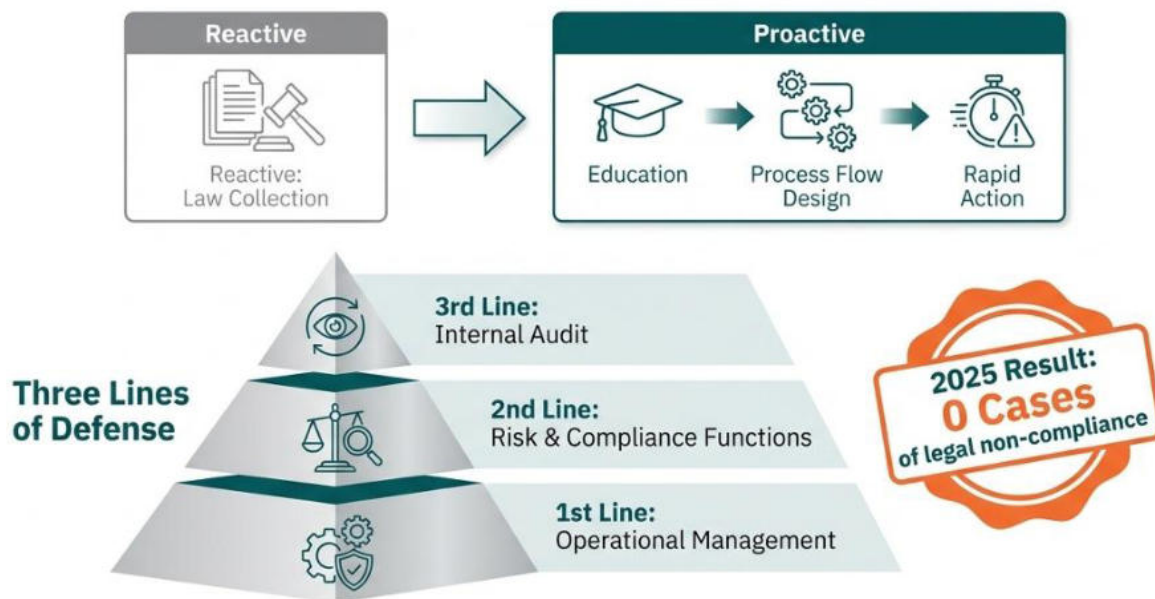 Reactive
Reactive:
Law Collection
Proactive
Education
Process Flow
Design
Rapid
Action
Three Lines
of Defense
3rd Line:
Internal Audit
2nd Line:
Risk & Compliance Functions
1st Line:
Operational Management
2025 Result:
0 Cases
of legal non-compliance